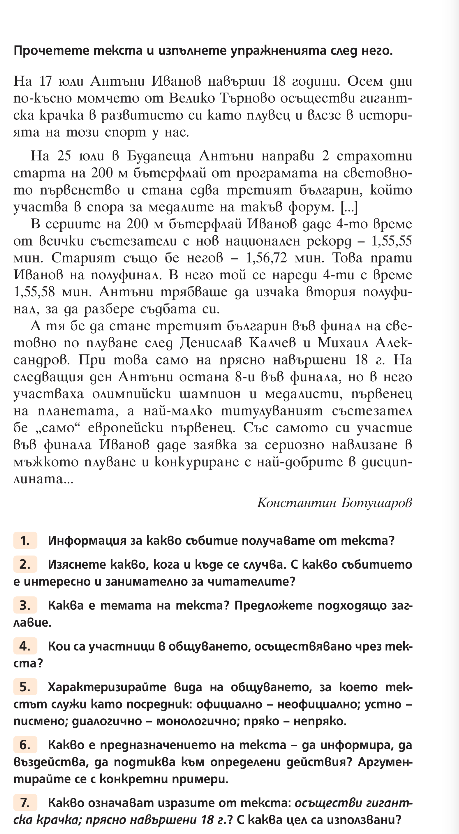 Прочетете текста и изпълнете упражненията след него.
На 17 юли Антъни Иванов навърши 18 години. Осем дни
по-късно момчето от Велико Търново осъществи гигант-
ска крачка в развитието си като плувец и влезе в истори-
ята на този спорт у нас.
На 25 юли в Будапеща Антъни направи 2 страхотни
старта на 200 м бътерфлай от програмата на световно-
то първенство и стана едва третият българин, който
участва в спора за медалите на такъв форум. [...]
В сериите на 200 м бътерфлай Иванов даде 4-то време
от всички състезатели с нов национален рекорд – 1,55,55
мин. Старият също бе негов – 1,56,72 мин. Това прати
Иванов на полуфинал. В него той се нареди 4-ти с време
1,55,58 мин. Антъни трябваше да изчака втория полуфи-
нал, за да разбере съдбата си.
А тя бе да стане третият българин във финал на све-
товно по плуване след Денислав Калчев и Михаил Алек-
сандров. При това само на прясно навършени 18 г. На
следващия ден Антъни остана 8-и във финала, но в него
участваха олимпийски шампион и медалисти, първенец
на планетата, а най-малко титулуваният състезател
бе „само“ европейски първенец. Със самото си участие
във финала Иванов даде заявка за сериозно навлизане в
мъжкото плуване и конкуриране с най-добрите в дисцип-
лината...
Константин Ботушаров
1. Информация за какво събитие получавате от текста?
2. Изяснете какво, кога и къде се случва. С какво събитието
е интересно и занимателно за читателите?
3. Каква е темата на текста? Предложете подходящо заг-
лавие.
4. Кои са участници в общуването, осъществявано чрез тек-
ста?
5. Характеризирайте вида на общуването, за което тек-
стът служи като посредник: официално – неофициално; устно –
писмено; диалогично – монологично; пряко – непряко.
6. Какво е предназначението на текста – да информира, да
въздейства, да подтиква към определени действия? Аргумен-
тирайте се с конкретни примери.
7. Какво означават изразите от текста: осъществи гигант-
ска крачка; прясно навършени 18 г.? С каква цел са използвани?